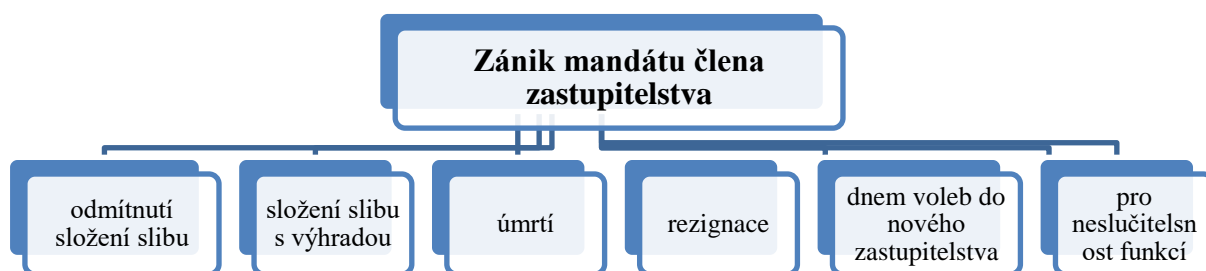 Zánik mandátu člena
zastupitelstva
odmítnutí
složení slibu
složení slibu
s výhradou
úmrtí
rezignace
dnem voleb do
nového
zastupitelstva
pro
neslučitelsn
ost funkcí